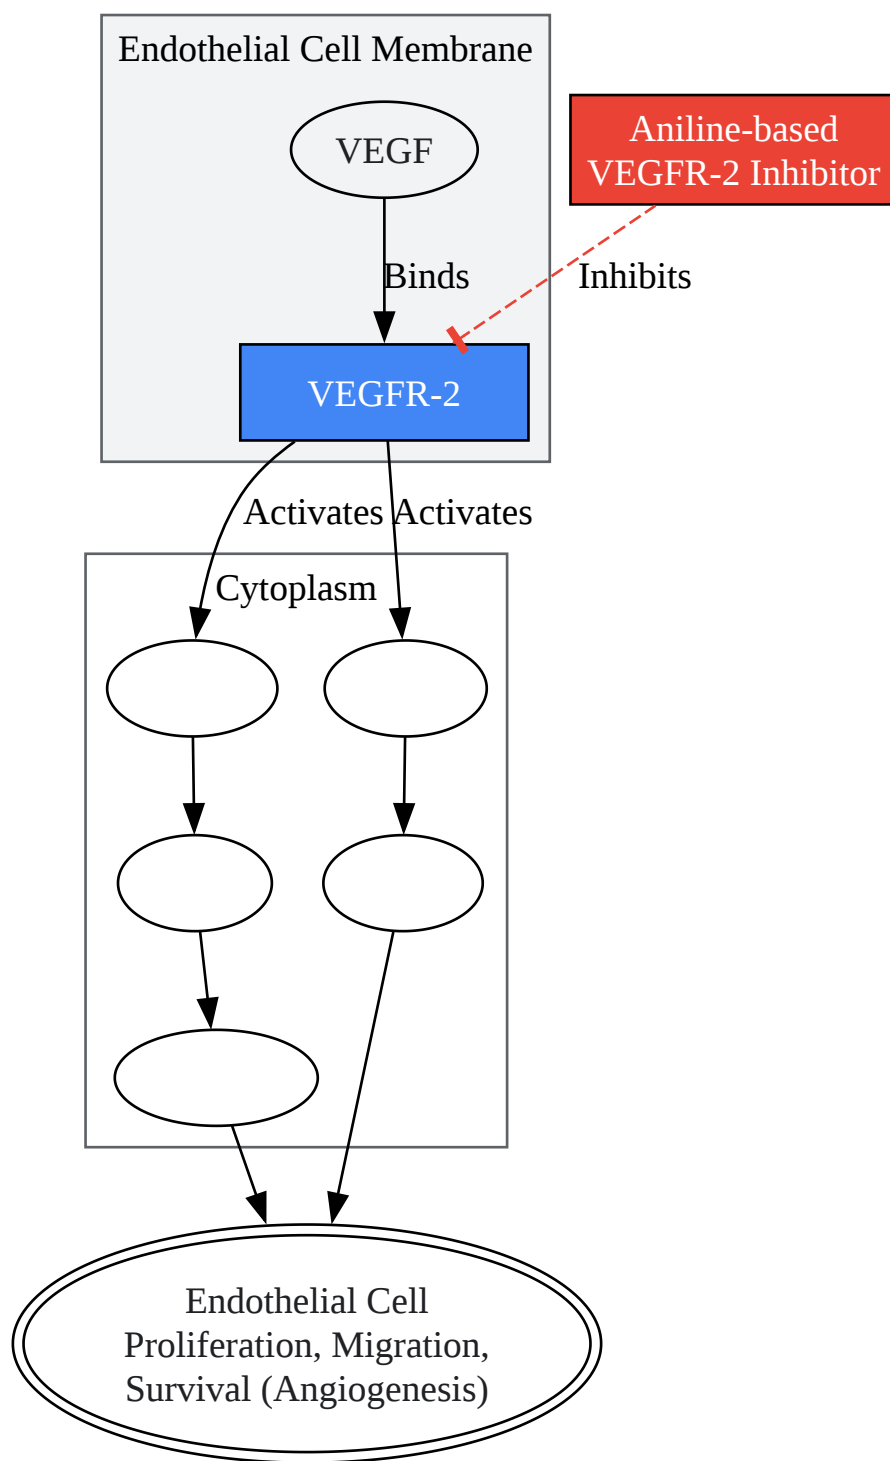 Endothelial Cell Membrane
VEGF
Aniline-based
VEGFR-2 Inhibitor
Binds
Inhibits
VEGFR-2
Activates
Activates
Cytoplasm
Endothelial Cell
Proliferation, Migration,
Survival (Angiogenesis)